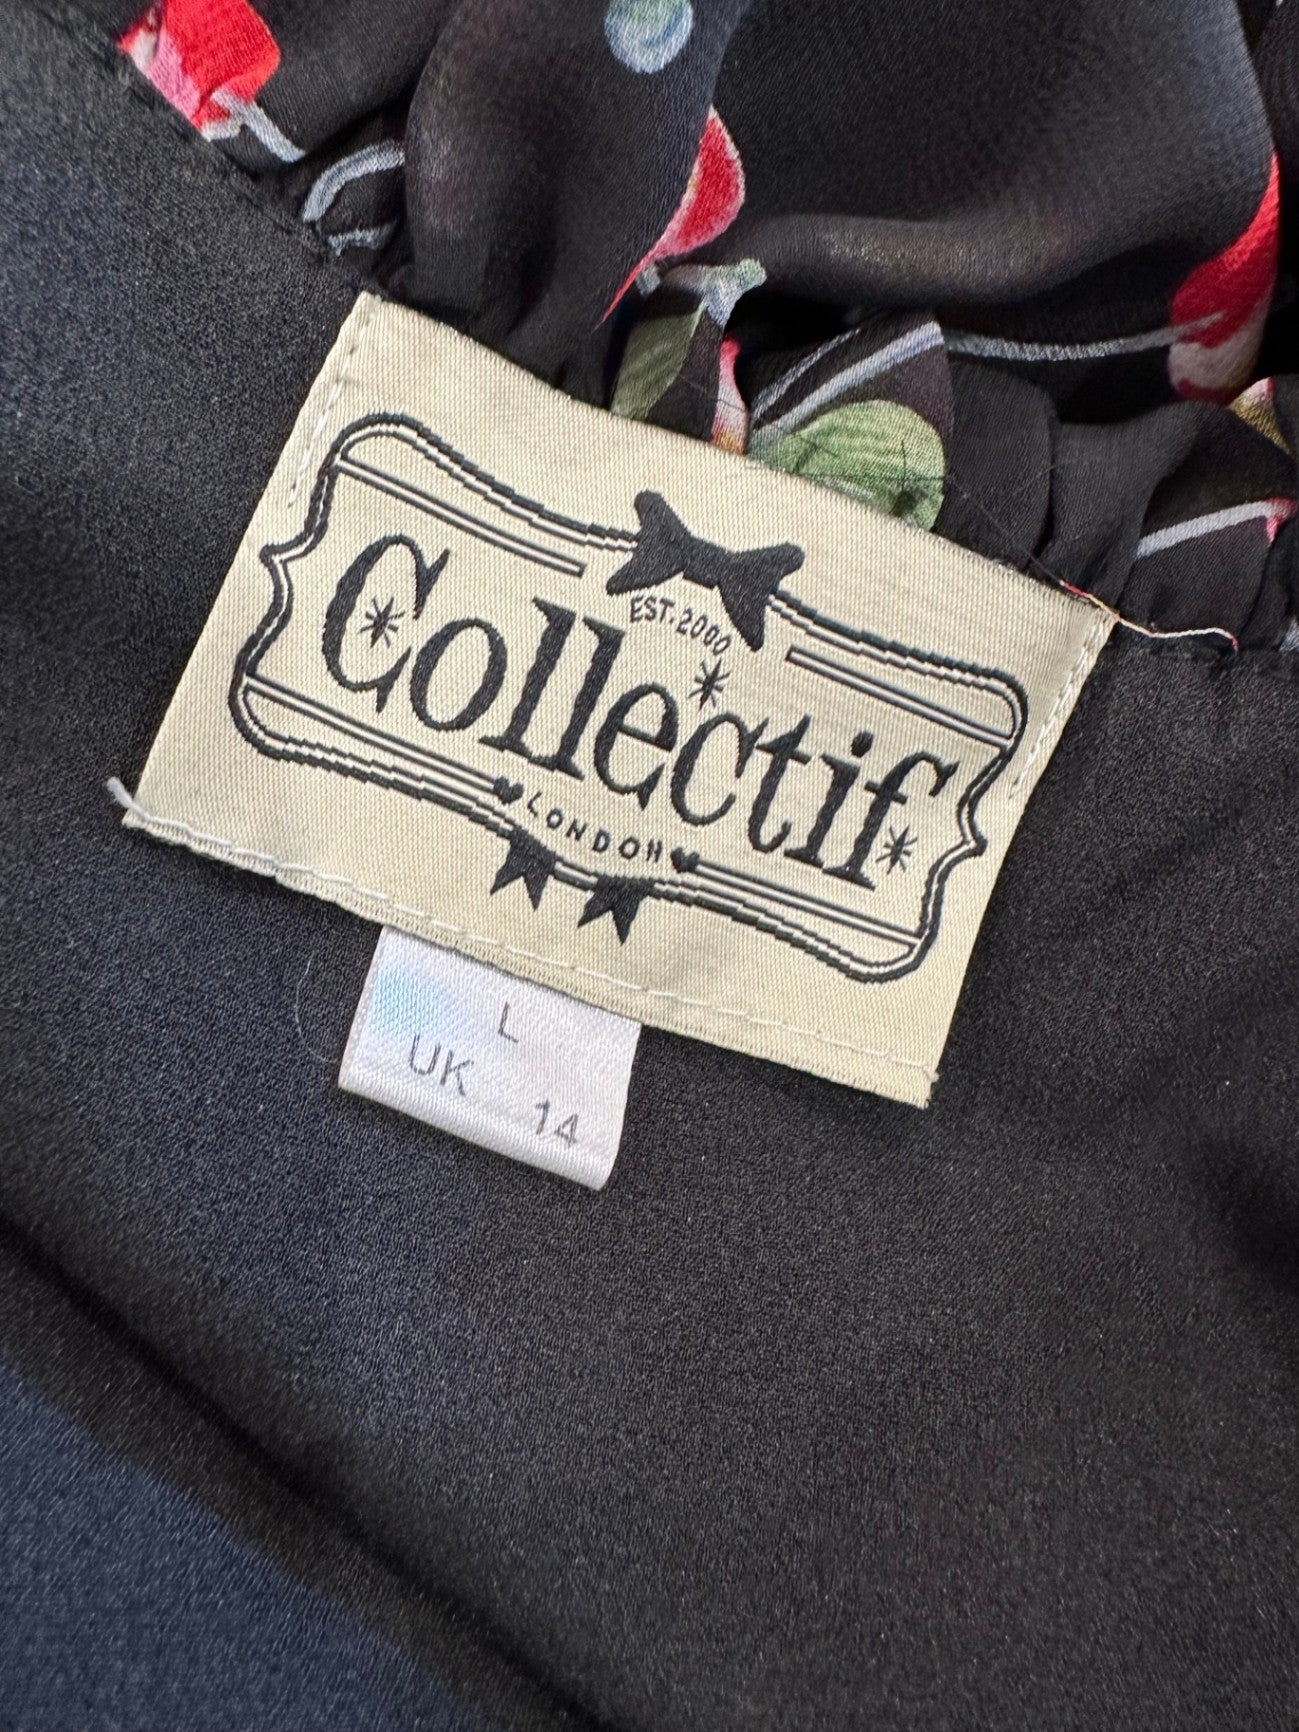 EST. 2000
Collectif
LONDON
L
UK 14